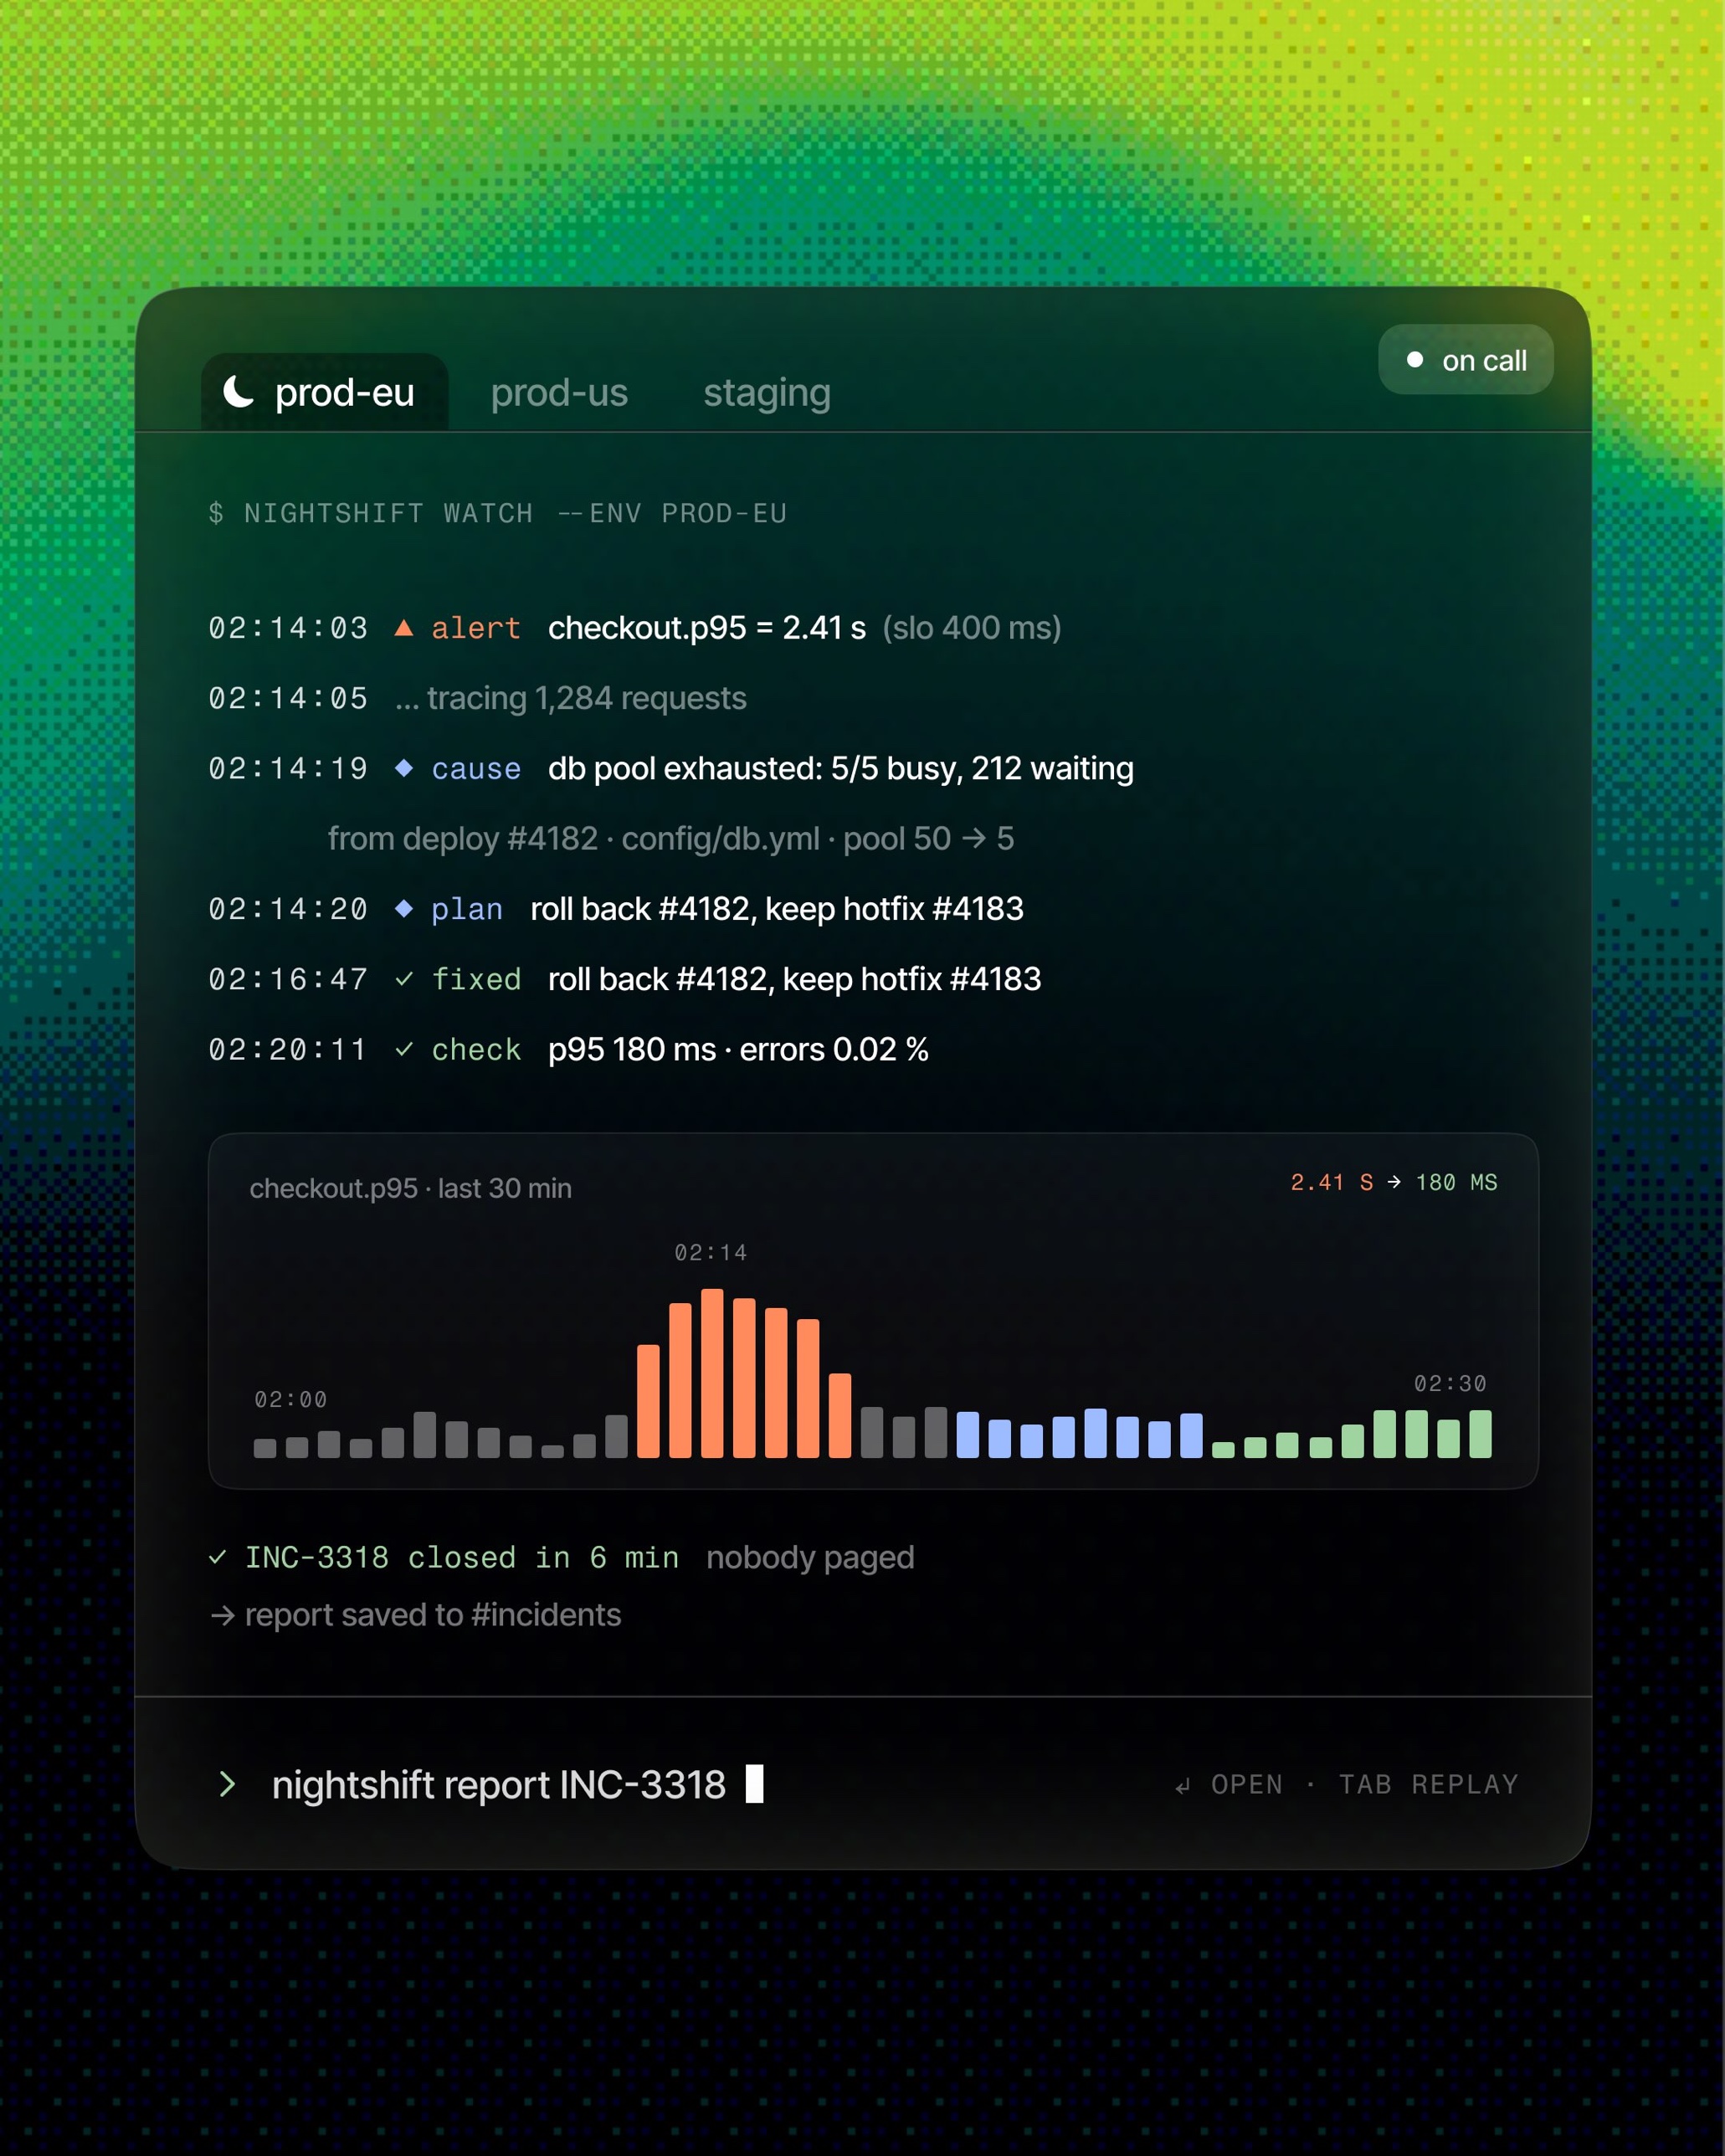 prod-eu prod-us staging on call
$ NIGHTSHIFT WATCH --ENV PROD-EU
02:14:03 ▲ alert checkout.p95 = 2.41 s (slo 400 ms)
02:14:05 ... tracing 1,284 requests
02:14:19 ◆ cause db pool exhausted: 5/5 busy, 212 waiting
from deploy #4182 · config/db.yml · pool 50 → 5
02:14:20 ◆ plan roll back #4182, keep hotfix #4183
02:16:47 ✓ fixed roll back #4182, keep hotfix #4183
02:20:11 ✓ check p95 180 ms · errors 0.02 %
checkout.p95 · last 30 min 2.41 S → 180 MS
02:14
02:00 02:30
✓ INC-3318 closed in 6 min nobody paged
→ report saved to #incidents
> nightshift report INC-3318 ↵ OPEN · TAB REPLAY